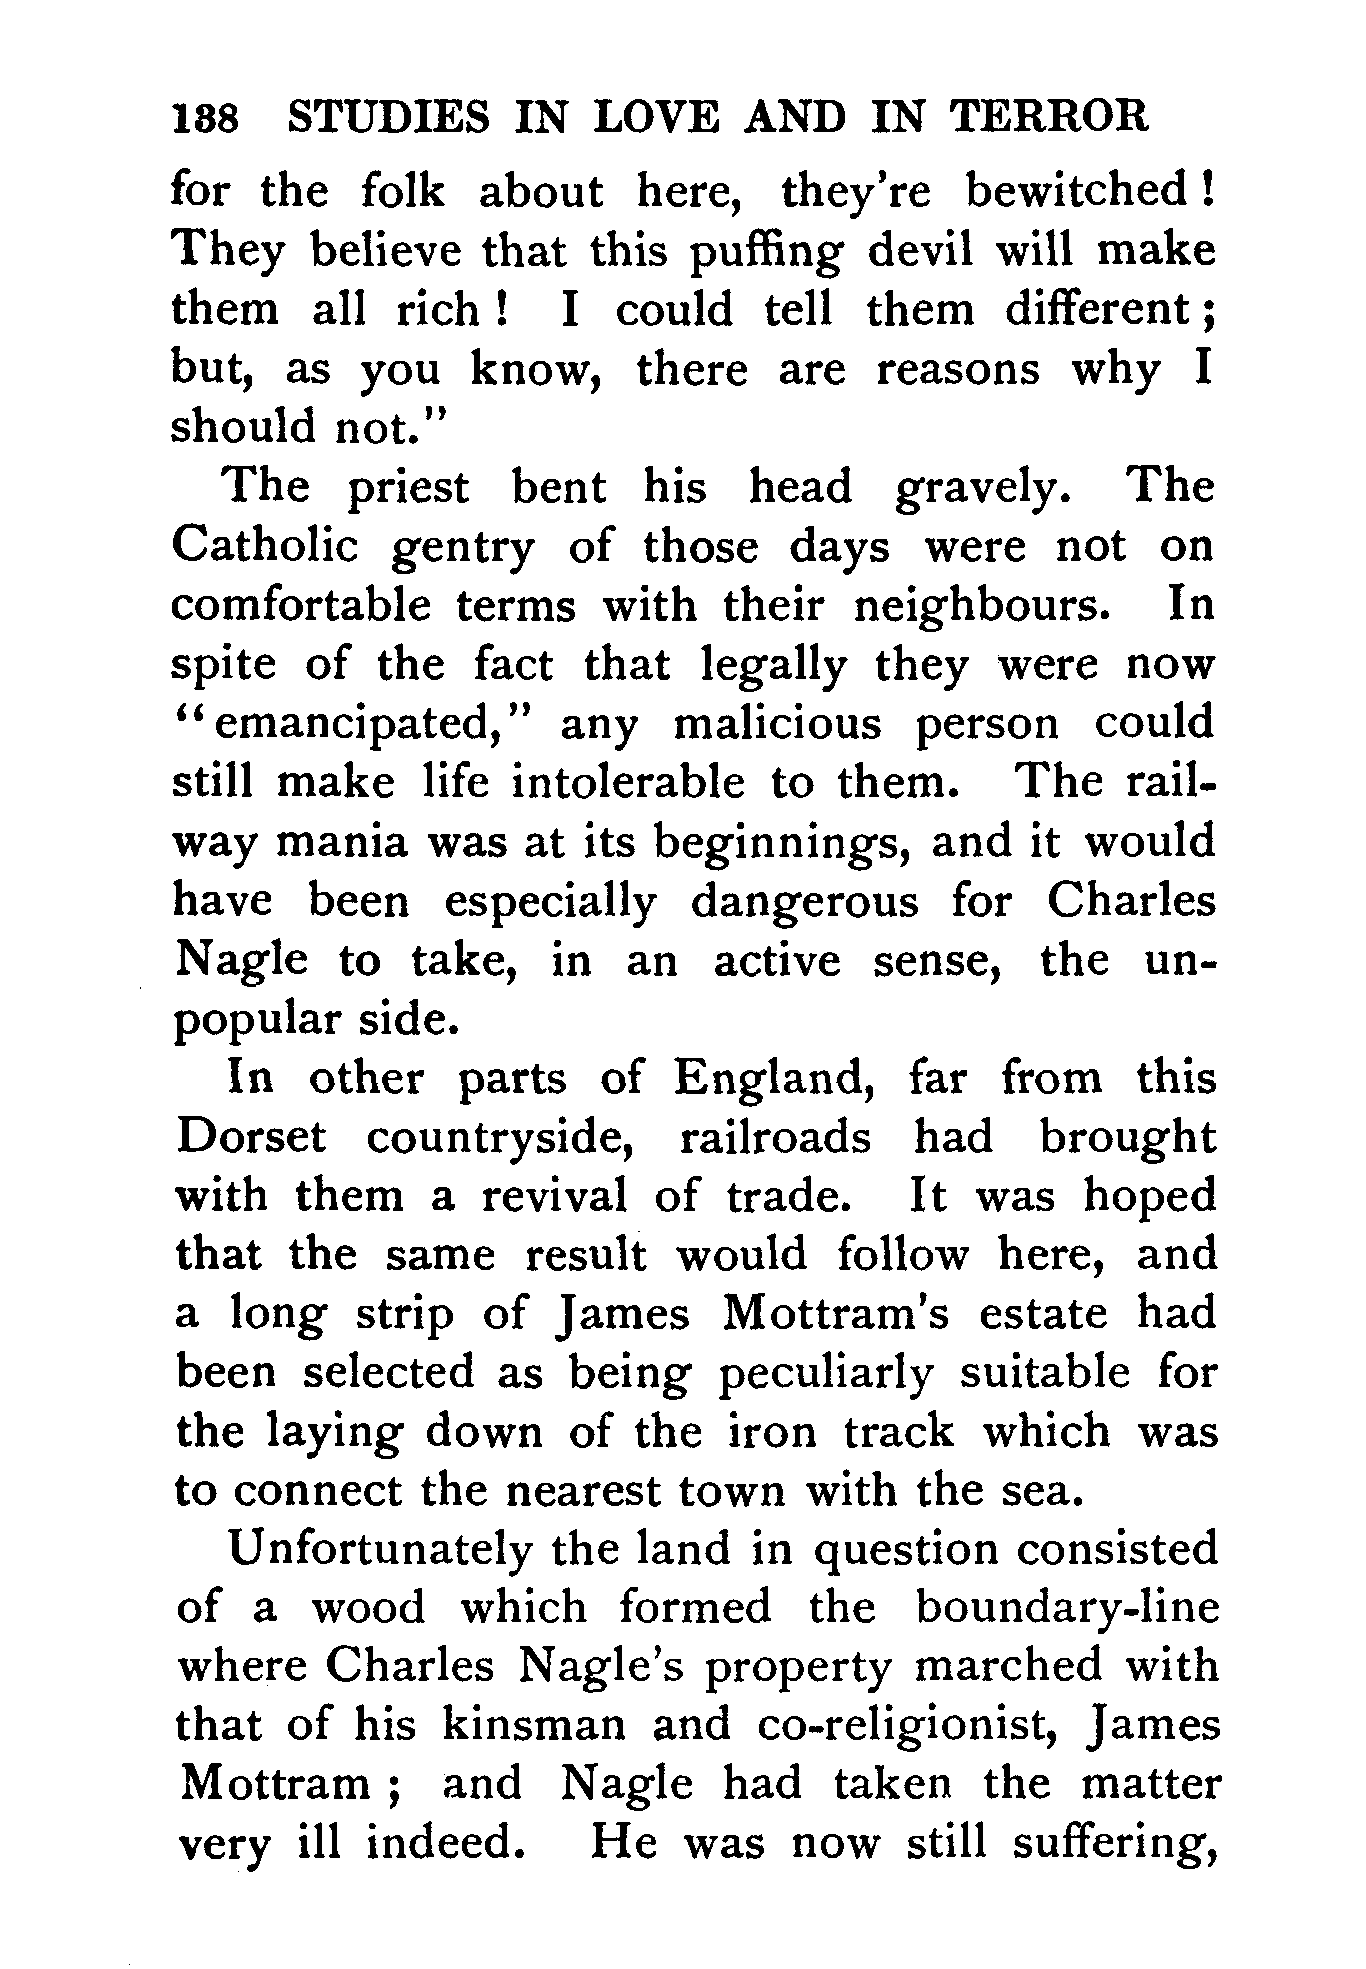 188 STUDIES IN LOVE AND IN TERROR
for the folk about here, they're bewitched !
They believe that this puffing devil will make
them all rich ! I could tell them different ;
but, as you know, there are reasons why I
should not."
The priest bent his head gravely. The
Catholic gentry of those days were not on
comfortable terms with their neighbours. In
spite of the fact that legally they were now
"emancipated," any malicious person could
still make life intolerable to them. The rail-
way mania was at its beginnings, and it would
have been especially dangerous for Charles
Nagle to take, in an active sense, the un-
popular side.
In other parts of England, far from this
Dorset countryside, railroads had brought
with them a revival of trade. It was hoped
that the same result would follow here, and
a long strip of James Mottram's estate had
been selected as being peculiarly suitable for
the laying down of the iron track which was
to connect the nearest town with the sea.
Unfortunately the land in question consisted
of a wood which formed the boundary-line
where Charles Nagle's property marched with
that of his kinsman and co-religionist, James
Mottram ; and Nagle had taken the matter
very ill indeed. He was now still suffering,